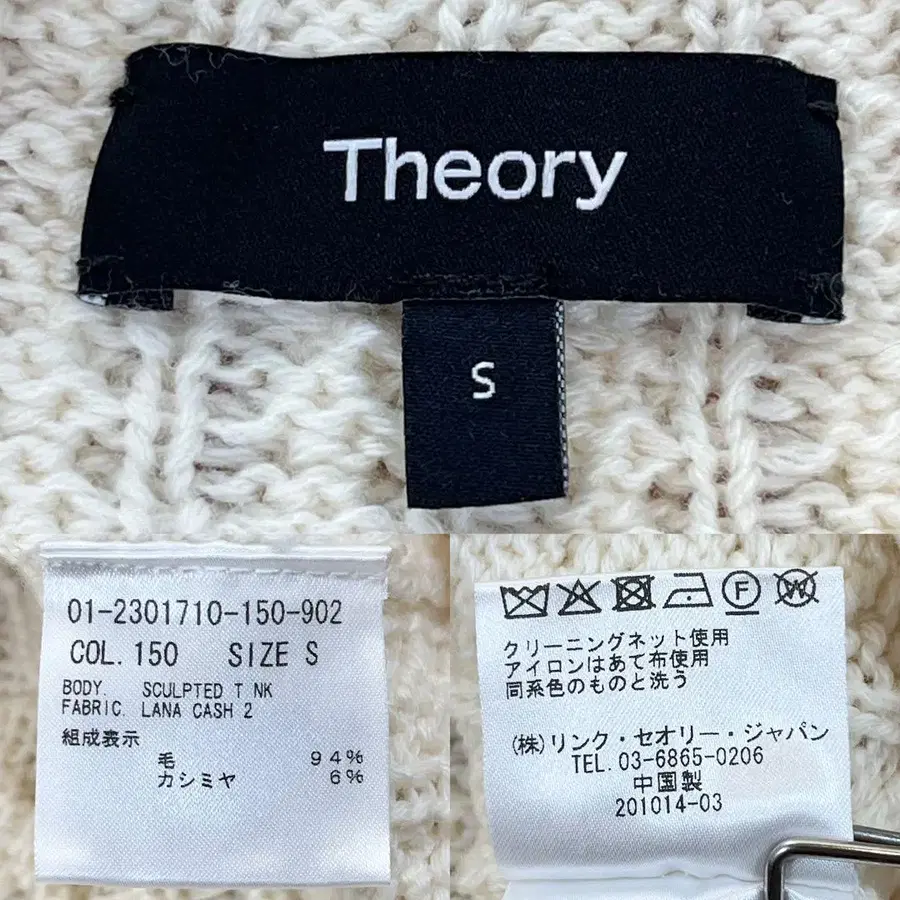 Theory
S
01-2301710-150-902
COL. 150 SIZE S
BODY. SCULPTED T NK
FABRIC. LANA CASH 2
組成表示
毛 94%
カシミヤ 6%
F W
クリーニングネット使用
アイロンはあて布使用
同系色のものと洗う
(株)リンク・セオリー・ジャパン
TEL. 03-6865-0206
中国製
201014-03